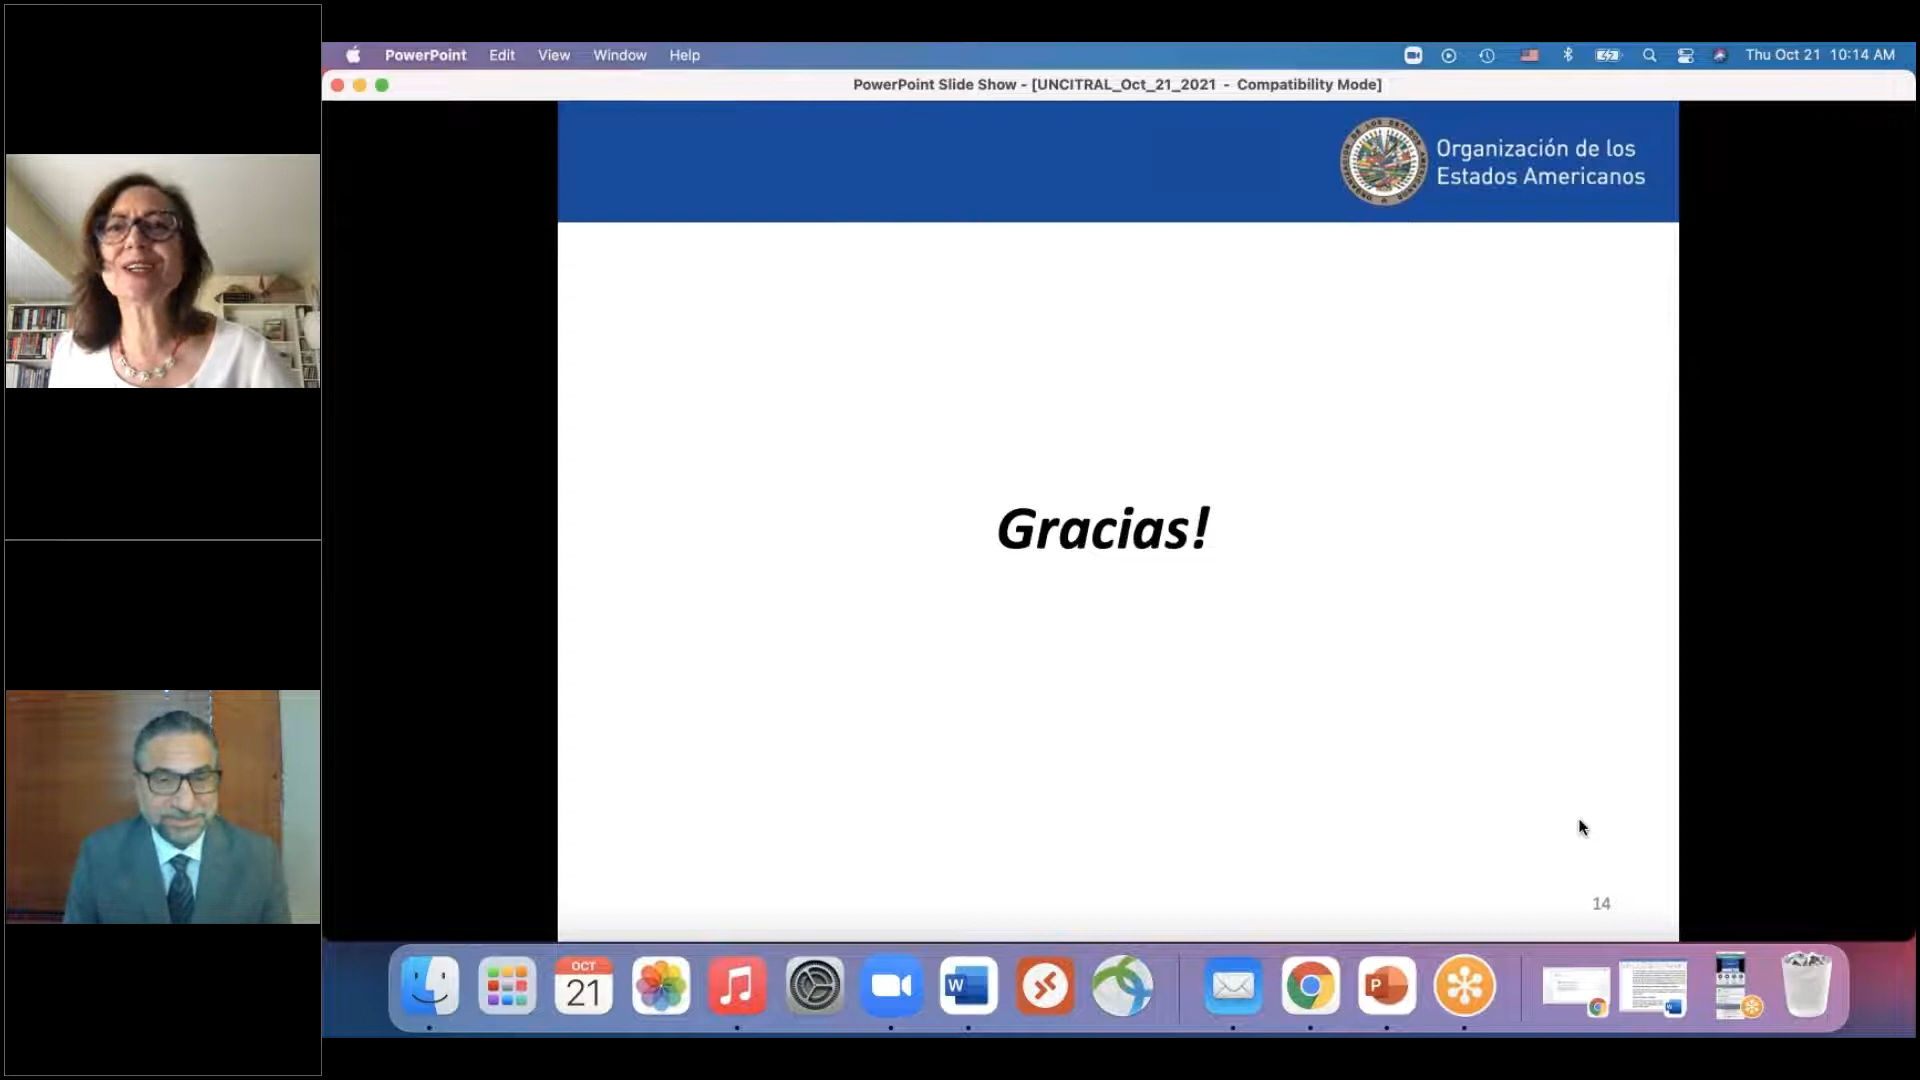 PowerPoint Edit View Window Help
Thu Oct 21 10:14 AM
PowerPoint Slide Show - [UNCITRAL_Oct_21_2021 - Compatibility Mode]
Organización de los
Estados Americanos
Gracias!
14
OCT
21
W
P